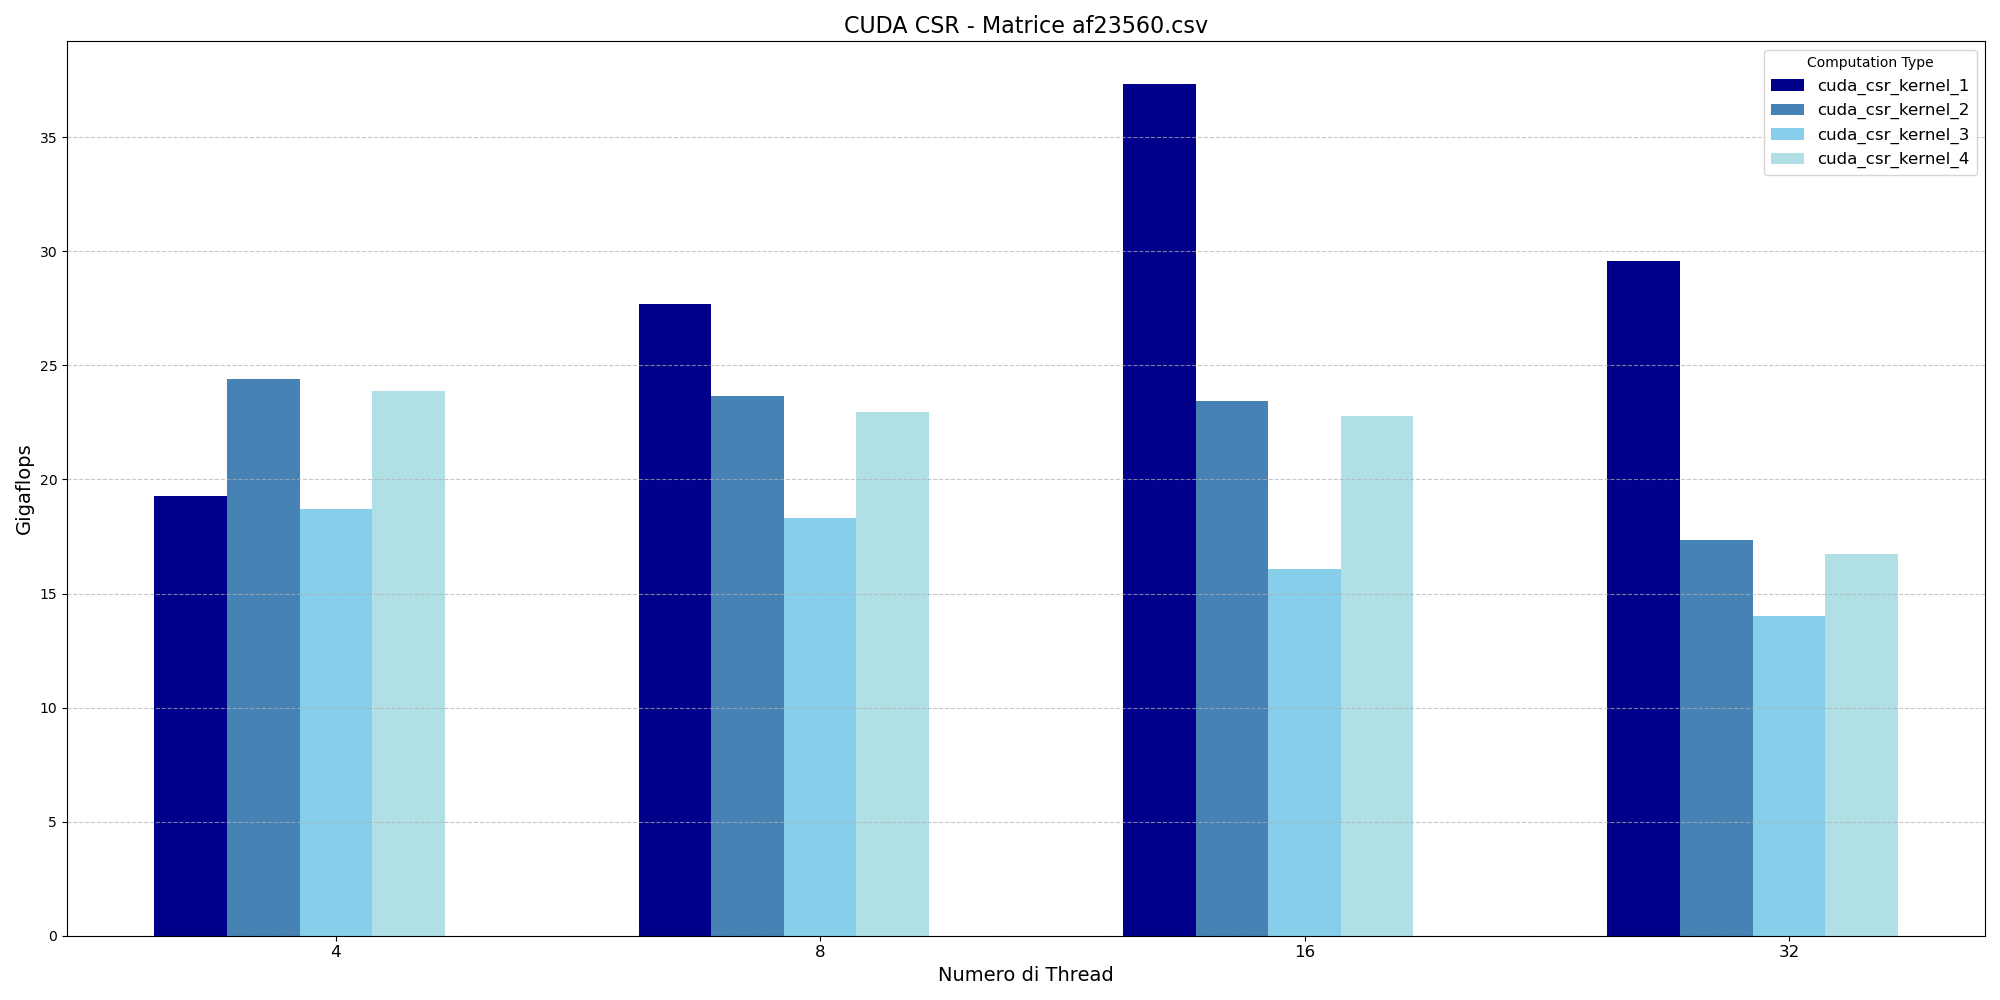 CUDA CSR - Matrice af23560.csv
Computation Type
cuda_csr_kernel_1
cuda_csr_kernel_2
cuda_csr_kernel_3
cuda_csr_kernel_4
Gigaflops
35
30
25
20
15
10
5
0
4 8 16 32
Numero di Thread